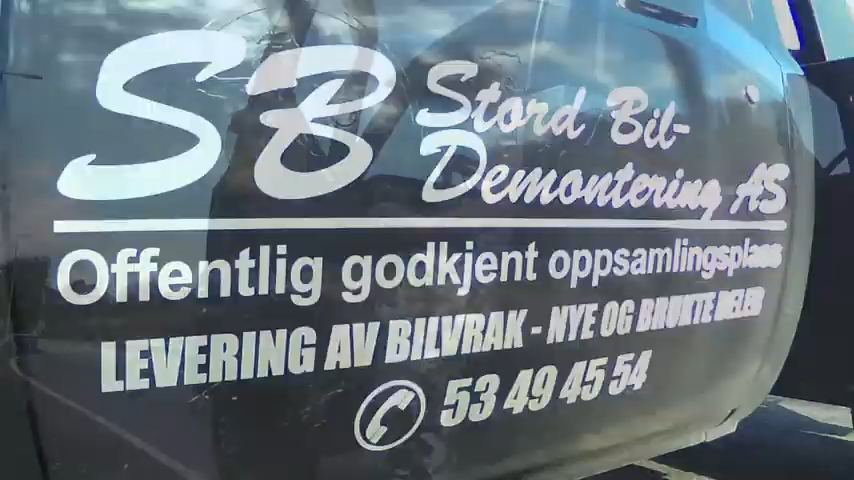 SB
Stord Bil-
Demontering AS
Offentlig godkjent oppsamlingsplass
LEVERING AV BILVRAK - NYE OG BRUKTE DELER
53 49 45 54